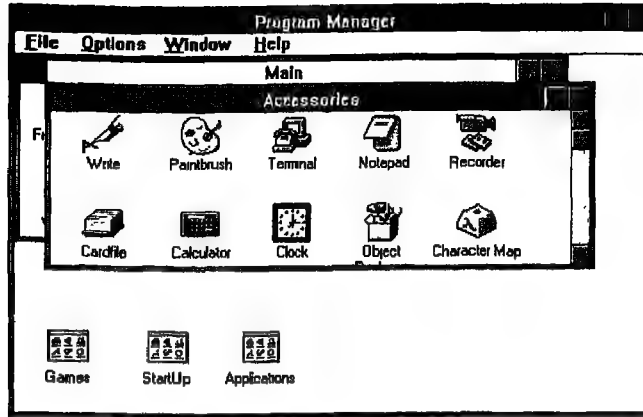 Program Manager
File Options Window Help
Main
Accessories
Write Paintbrush Terminal Notepad Recorder
Cardfile Calculator Clock Object Character Map
Games StartUp Applications